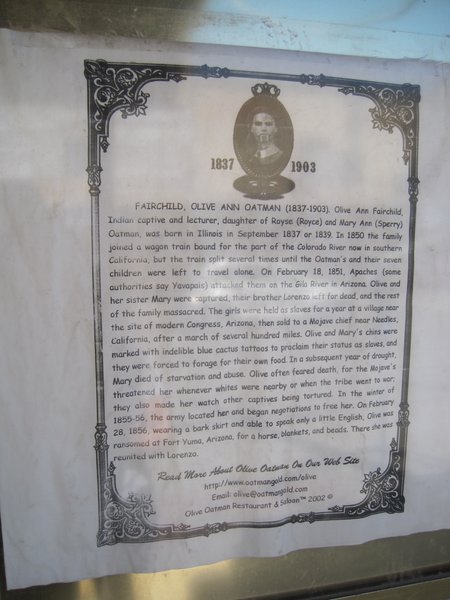 1837 1903
FAIRCHILD, OLIVE ANN OATMAN (1837-1903). Olive Ann Fairchild,
Indian captive and lecturer, daughter of Royse (Royce) and Mary Ann (Sperry)
Oatman, was born in Illinois in September 1837 or 1839. In 1850 the family
joined a wagon train bound for the part of the Colorado River now in southern
California, but the train split several times until the Oatman's and their seven
children were left to travel alone. On February 18, 1851, Apaches (some
authorities say Yavapais) attacked them on the Gila River in Arizona. Olive and
her sister Mary were captured, their brother Lorenzo left for dead, and the rest
of the family massacred. The girls were held as slaves for a year at a village near
the site of modern Congress, Arizona, then sold to a Mojave chief near Needles,
California, after a march of several hundred miles. Olive and Mary's chins were
marked with indelible blue cactus tattoos to proclaim their status as slaves, and
they were forced to forage for their own food. In a subsequent year of drought,
Mary died of starvation and abuse. Olive often feared death, for the Mojave's
threatened her whenever whites were nearby or when the tribe went to war;
they also made her watch other captives being tortured. In the winter of
1855-56, the army located her and began negotiations to free her. On February
28, 1856, wearing a bark skirt and able to speak only a little English, Olive was
ransomed at Fort Yuma, Arizona, for a horse, blankets, and beads. There she was
reunited with Lorenzo.
Read More About Olive Oatman On Our Web Site
http://www.oatmangold.com/olive
Email: olive@oatmangold.com
Olive Oatman Restaurant & Saloan™ 2002 ©